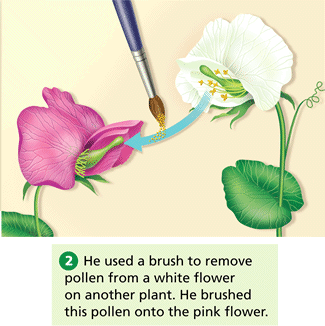 2 He used a brush to remove
pollen from a white flower
on another plant. He brushed
this pollen onto the pink flower.